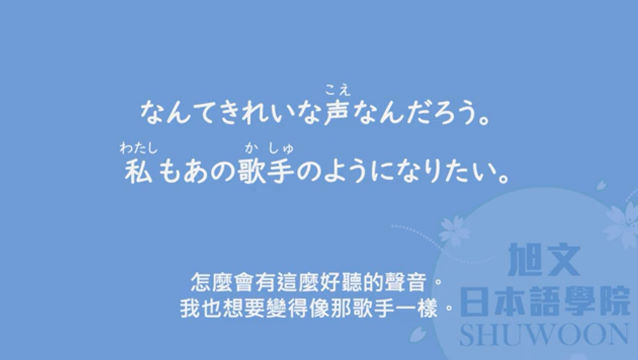 こえ
なんてきれいな声なんだろう。
わたし か しゅ
私もあの歌手のようになりたい。
怎麼會有這麼好聽的聲音。
我也想要變得像那歌手一樣。
旭文
日本語學院
SHUWOON